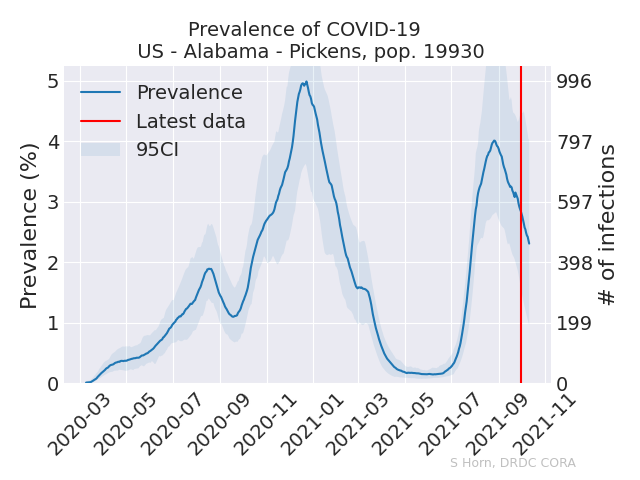 Prevalence of COVID-19
US - Alabama - Pickens, pop. 19930
Prevalence
Latest data
95CI
Prevalence (%)
5
4
3
2
1
0
# of infections
996
797
597
398
199
0
2020-03
2020-05
2020-07
2020-09
2020-11
2021-01
2021-03
2021-05
2021-07
2021-09
2021-11
S Horn, DRDC CORA